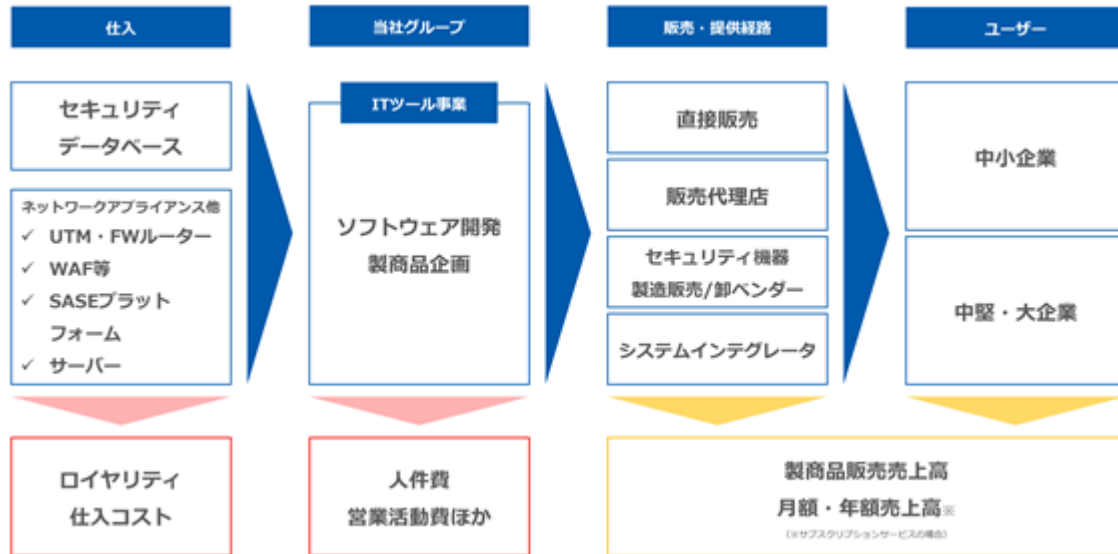 仕入
当社グループ
販売・提供経路
ユーザー
セキュリティ
データベース
ネットワークアプライアンス他
✓ UTM・FWルーター
✓ WAF等
✓ SASEプラット
フォーム
✓ サーバー
ITツール事業
ソフトウェア開発
製商品企画
直接販売
販売代理店
セキュリティ機器
製造販売/卸ベンダー
システムインテグレータ
中小企業
中堅・大企業
ロイヤリティ
仕入コスト
人件費
営業活動費ほか
製商品販売売上高
月額・年額売上高※
(※サブスクリプションサービスの場合)